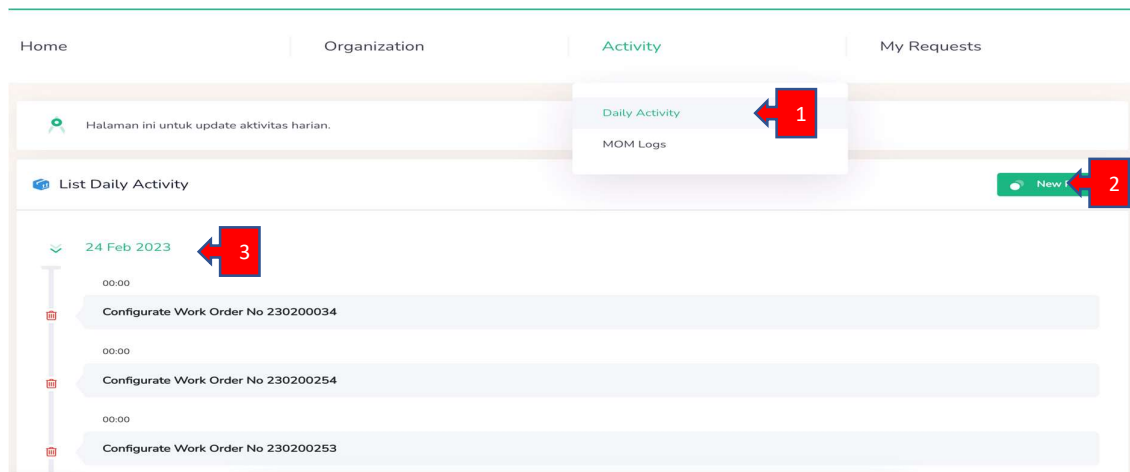 Home Organization Activity My Requests
Daily Activity 1
Halaman ini untuk update aktivitas harian.
MOM Logs
List Daily Activity New 2
24 Feb 2023 3
00:00
Configurate Work Order No 230200034
00:00
Configurate Work Order No 230200254
00:00
Configurate Work Order No 230200253